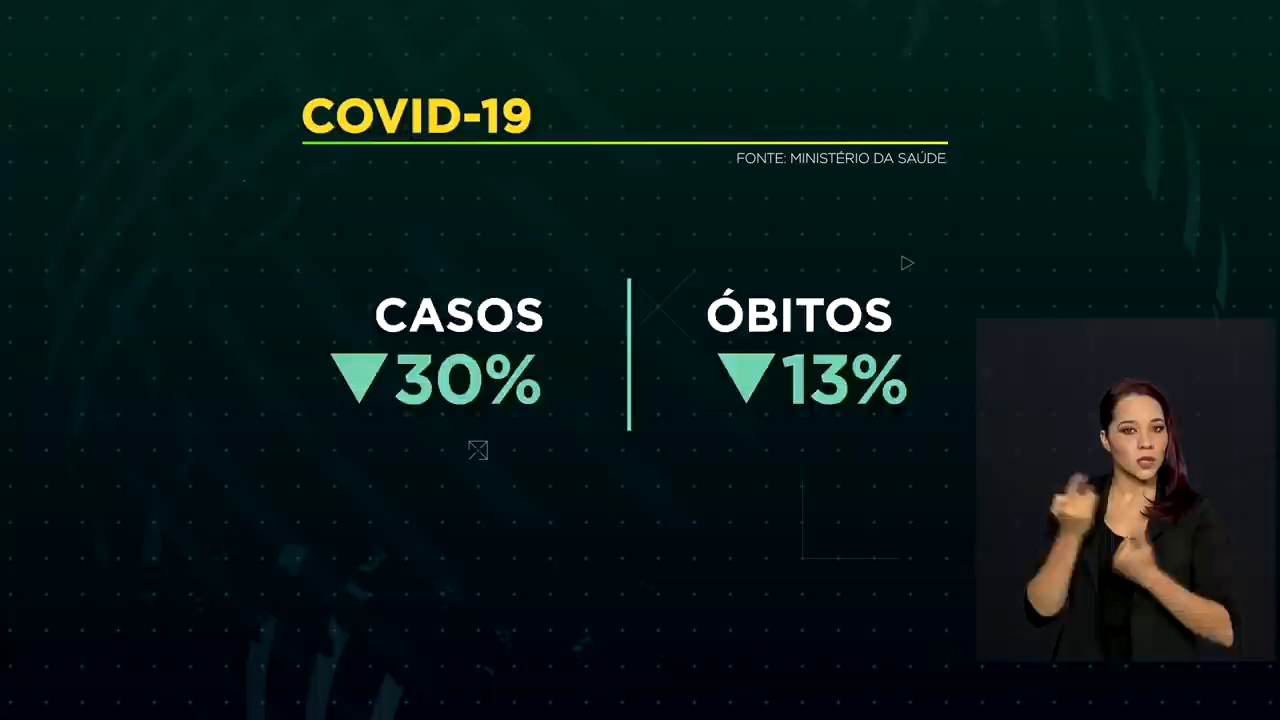 COVID-19
FONTE: MINISTÉRIO DA SAÚDE
CASOS
▼30%
ÓBITOS
▼13%